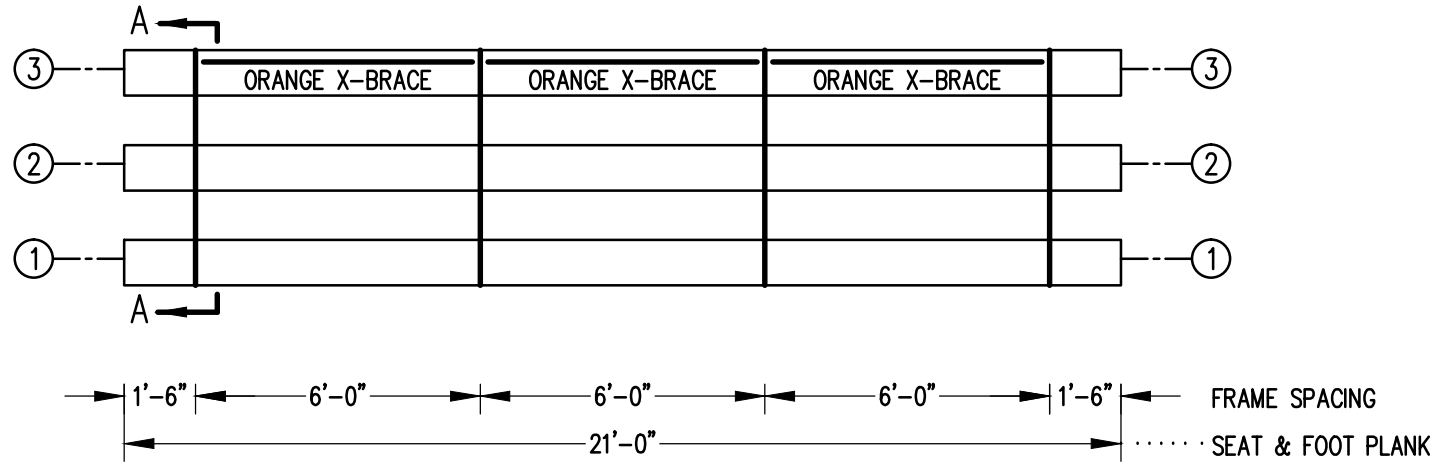 A
3 ORANGE X-BRACE ORANGE X-BRACE ORANGE X-BRACE 3
2 2
1 1
A
1'-6" 6'-0" 6'-0" 6'-0" 1'-6" FRAME SPACING
21'-0" SEAT & FOOT PLANK